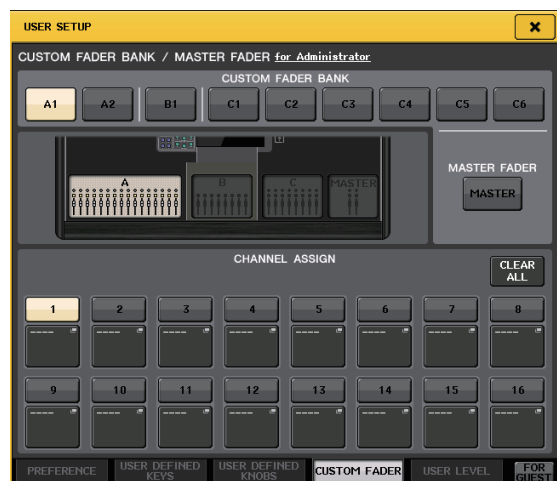 USER SETUP
CUSTOM FADER BANK / MASTER FADER for Administrator
CUSTOM FADER BANK
A1 A2 B1 C1 C2 C3 C4 C5 C6
A B C MASTER
MASTER FADER
MASTER
CHANNEL ASSIGN
CLEAR ALL
1 2 3 4 5 6 7 8
---- ---- ---- ---- ---- ---- ---- ----
9 10 11 12 13 14 15 16
---- ---- ---- ---- ---- ---- ---- ----
PREFERENCE USER DEFINED KEYS USER DEFINED KNOBS CUSTOM FADER USER LEVEL FOR GUEST